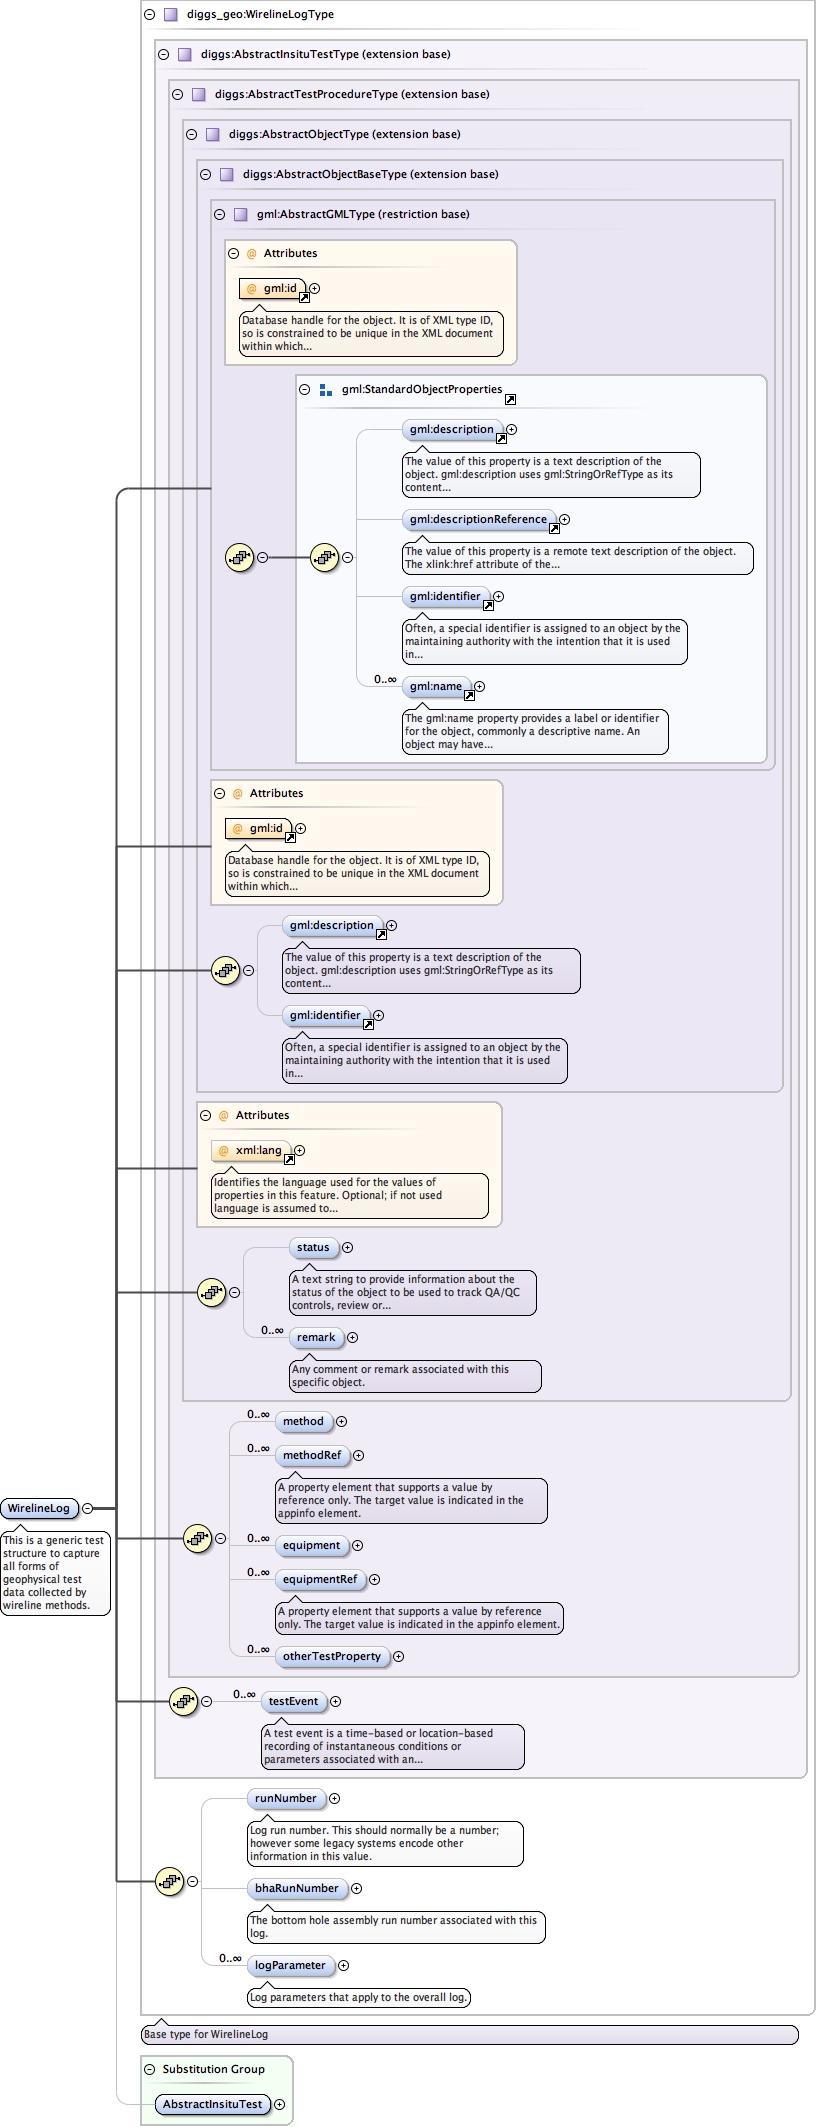 diggs_geo:WirelineLogType
diggs:AbstractInsituTestType (extension base)
diggs:AbstractTestProcedureType (extension base)
diggs:AbstractObjectType (extension base)
diggs:AbstractObjectBaseType (extension base)
gml:AbstractGMLType (restriction base)
@ Attributes
@ gml:id
Database handle for the object. It is of XML type ID,
so is constrained to be unique in the XML document
within which...
gml:StandardObjectProperties
gml:description
The value of this property is a text description of the
object. gml:description uses gml:StringOrRefType as its
content...
gml:descriptionReference
The value of this property is a remote text description of the object.
The xlink:href attribute of the...
gml:identifier
Often, a special identifier is assigned to an object by the
maintaining authority with the intention that it is used
in...
0..∞
gml:name
The gml:name property provides a label or identifier
for the object, commonly a descriptive name. An
object may have...
@ Attributes
@ gml:id
Database handle for the object. It is of XML type ID,
so is constrained to be unique in the XML document
within which...
gml:description
The value of this property is a text description of the
object. gml:description uses gml:StringOrRefType as its
content...
gml:identifier
Often, a special identifier is assigned to an object by the
maintaining authority with the intention that it is used
in...
@ Attributes
@ xml:lang
Identifies the language used for the values of
properties in this feature. Optional; if not used
language is assumed to...
status
A text string to provide information about the
status of the object to be used to track QA/QC
controls, review or...
0..∞
remark
Any comment or remark associated with this
specific object.
0..∞
method
0..∞
methodRef
A property element that supports a value by
reference only. The target value is indicated in the
appinfo element.
WirelineLog
This is a generic test
structure to capture
all forms of
geophysical test
data collected by
wireline methods.
0..∞
equipment
0..∞
equipmentRef
A property element that supports a value by reference
only. The target value is indicated in the appinfo element.
0..∞
otherTestProperty
0..∞
testEvent
A test event is a time-based or location-based
recording of instantaneous conditions or
parameters associated with an...
runNumber
Log run number. This should normally be a number;
however some legacy systems encode other
information in this value.
bhaRunNumber
The bottom hole assembly run number associated with this
log.
0..∞
logParameter
Log parameters that apply to the overall log.
Base type for WirelineLog
Substitution Group
AbstractInsituTest